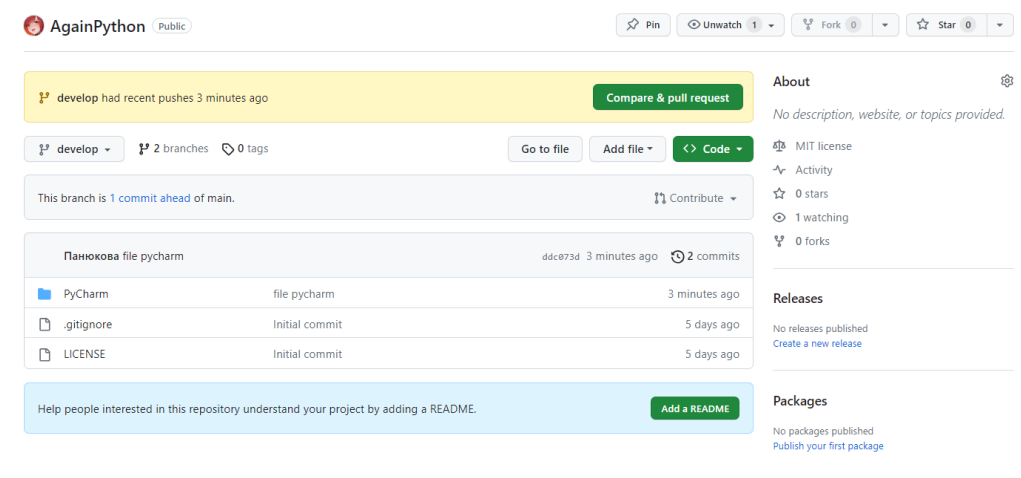 AgainPython Public Pin Unwatch 1 Fork 0 Star 0
develop had recent pushes 3 minutes ago Compare & pull request
develop 2 branches 0 tags Go to file Add file Code
This branch is 1 commit ahead of main. Contribute
Панюкова file pycharm ddc073d 3 minutes ago 2 commits
PyCharm file pycharm 3 minutes ago
.gitignore Initial commit 5 days ago
LICENSE Initial commit 5 days ago
Help people interested in this repository understand your project by adding a README. Add a README
About
No description, website, or topics provided.
MIT license
Activity
0 stars
1 watching
0 forks
Releases
No releases published
Create a new release
Packages
No packages published
Publish your first package